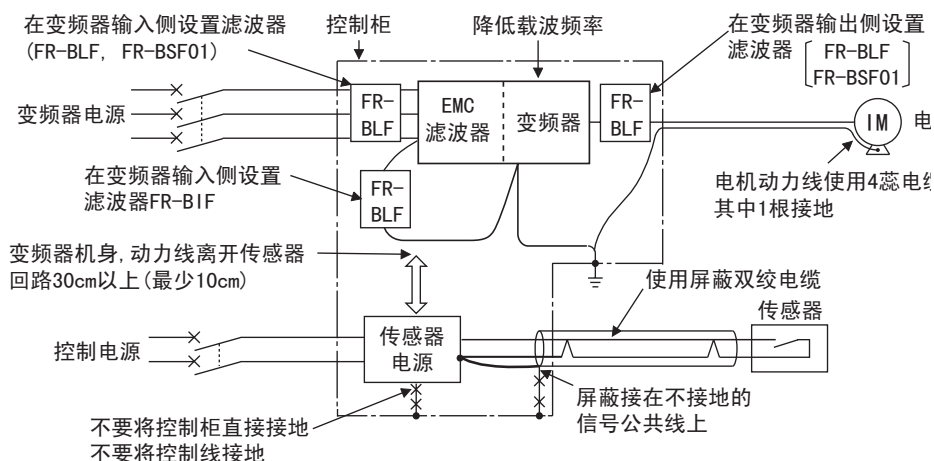 在变频器输入侧设置滤波器
(FR-BLF, FR-BSF01)
控制柜
降低载波频率
在变频器输出侧设置
滤波器
FR-BLF
FR-BSF01
变频器电源
FR-
BLF
EMC
滤波器
变频器
FR-
BLF
IM
电
在变频器输入侧设置
滤波器FR-BIF
FR-
BLF
电机动力线使用4蕊电缆
其中1根接地
变频器机身,动力线离开传感器
回路30cm以上(最少10cm)
使用屏蔽双绞电缆
传感器
控制电源
传感器
电源
屏蔽接在不接地的
信号公共线上
不要将控制柜直接接地
不要将控制线接地